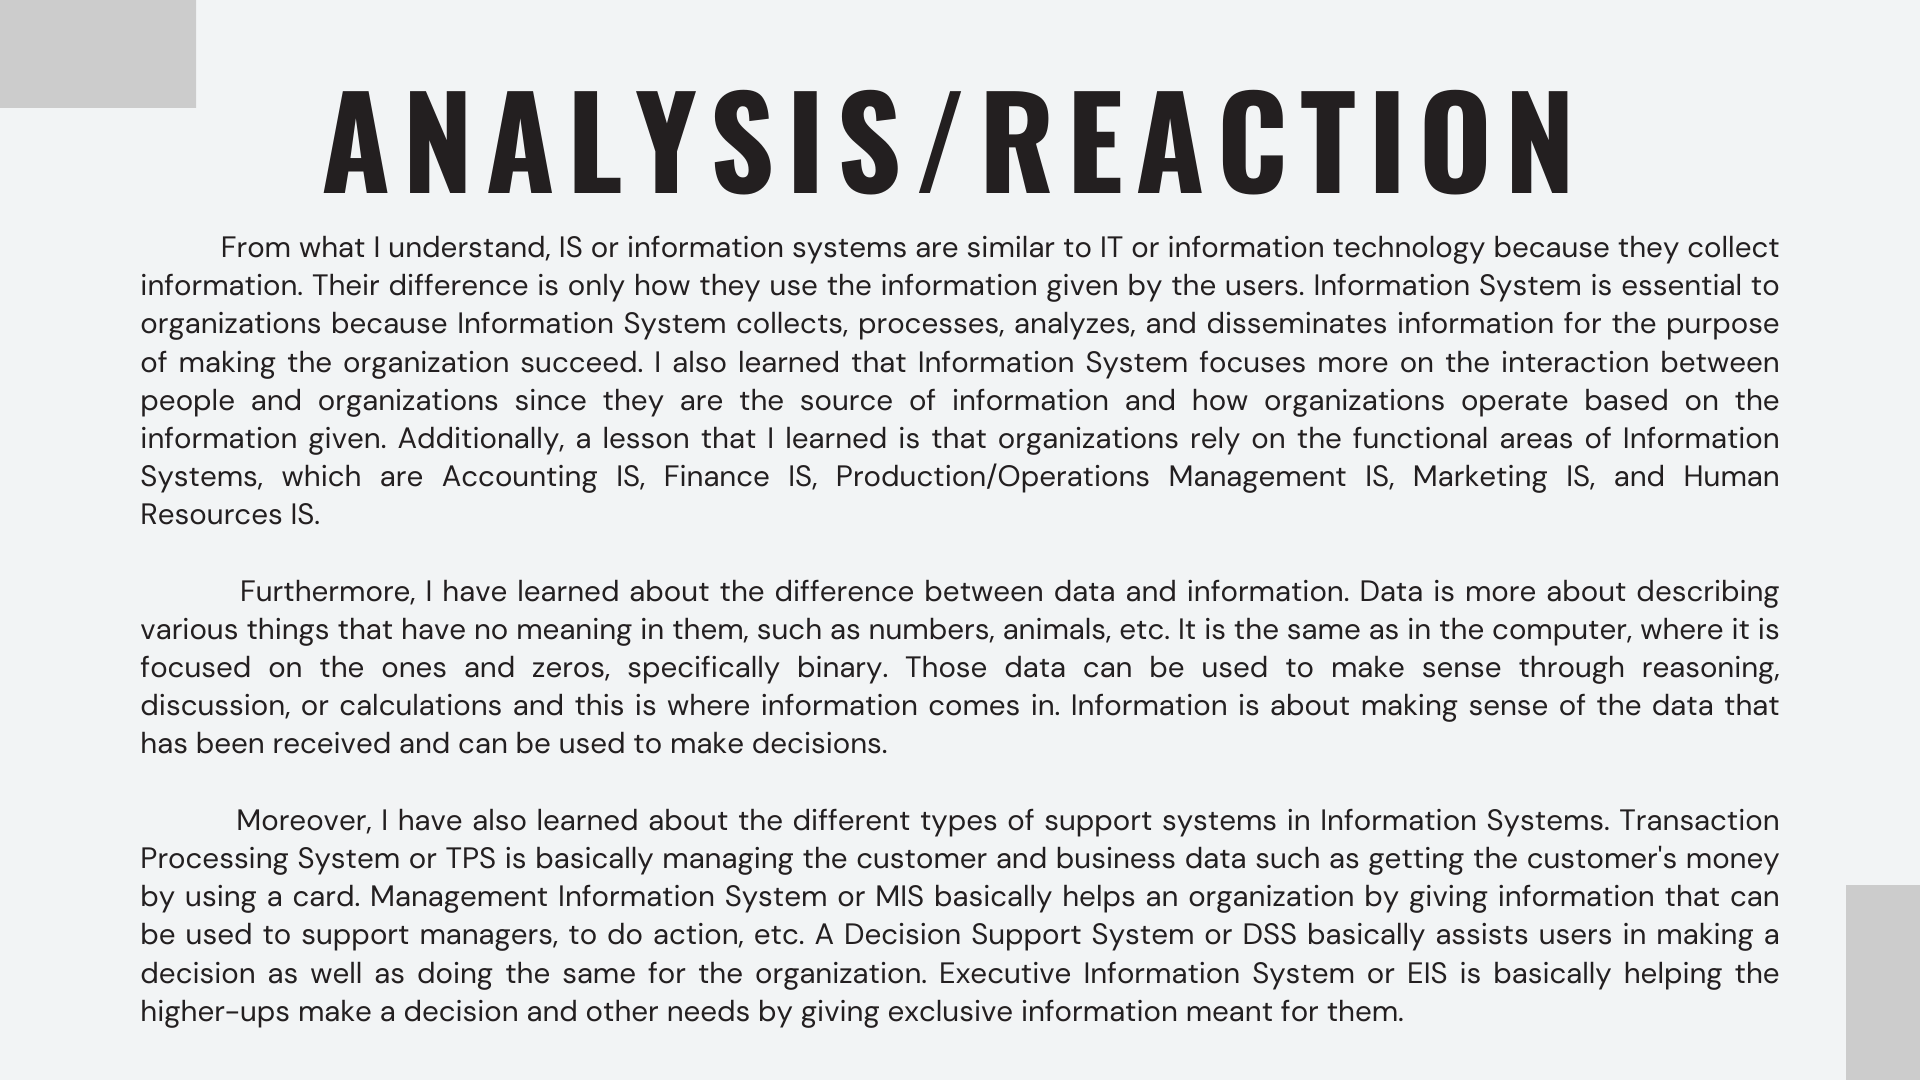 ANALYSIS/REACTION
From what I understand, IS or information systems are similar to IT or information technology because they collect
information. Their difference is only how they use the information given by the users. Information System is essential to
organizations because Information System collects, processes, analyzes, and disseminates information for the purpose
of making the organization succeed. I also learned that Information System focuses more on the interaction between
people and organizations since they are the source of information and how organizations operate based on the
information given. Additionally, a lesson that I learned is that organizations rely on the functional areas of Information
Systems, which are Accounting IS, Finance IS, Production/Operations Management IS, Marketing IS, and Human
Resources IS.
Furthermore, I have learned about the difference between data and information. Data is more about describing
various things that have no meaning in them, such as numbers, animals, etc. It is the same as in the computer, where it is
focused on the ones and zeros, specifically binary. Those data can be used to make sense through reasoning,
discussion, or calculations and this is where information comes in. Information is about making sense of the data that
has been received and can be used to make decisions.
Moreover, I have also learned about the different types of support systems in Information Systems. Transaction
Processing System or TPS is basically managing the customer and business data such as getting the customer's money
by using a card. Management Information System or MIS basically helps an organization by giving information that can
be used to support managers, to do action, etc. A Decision Support System or DSS basically assists users in making a
decision as well as doing the same for the organization. Executive Information System or EIS is basically helping the
higher-ups make a decision and other needs by giving exclusive information meant for them.